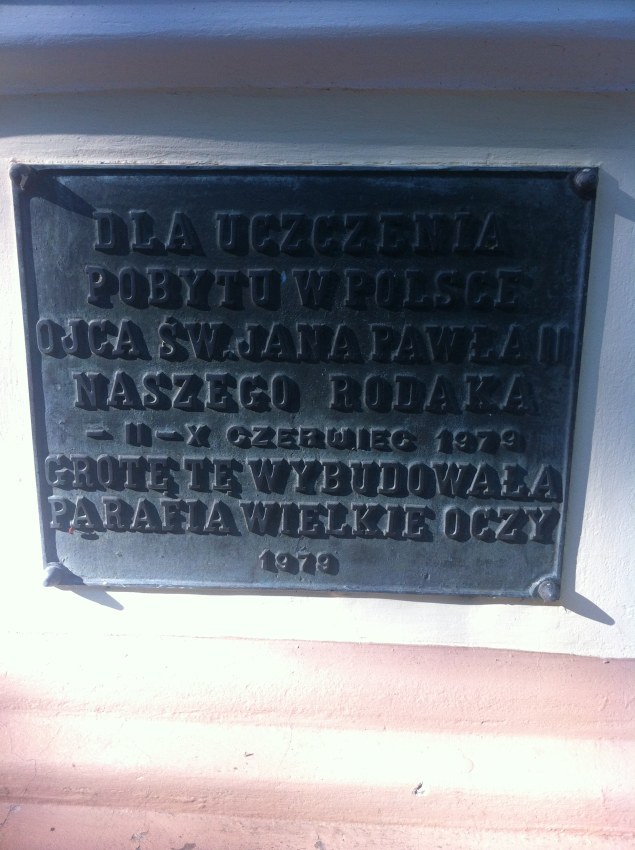 DLA UCZCZENIA
POBYTU W POLSCE
OJCA ŚW. JANA PAWŁA II
NASZEGO RODAKA
– II – X CZERWIEC 1979
GROTĘ TĘ WYBUDOWAŁA
PARAFIA WIELKIE OCZY
1979